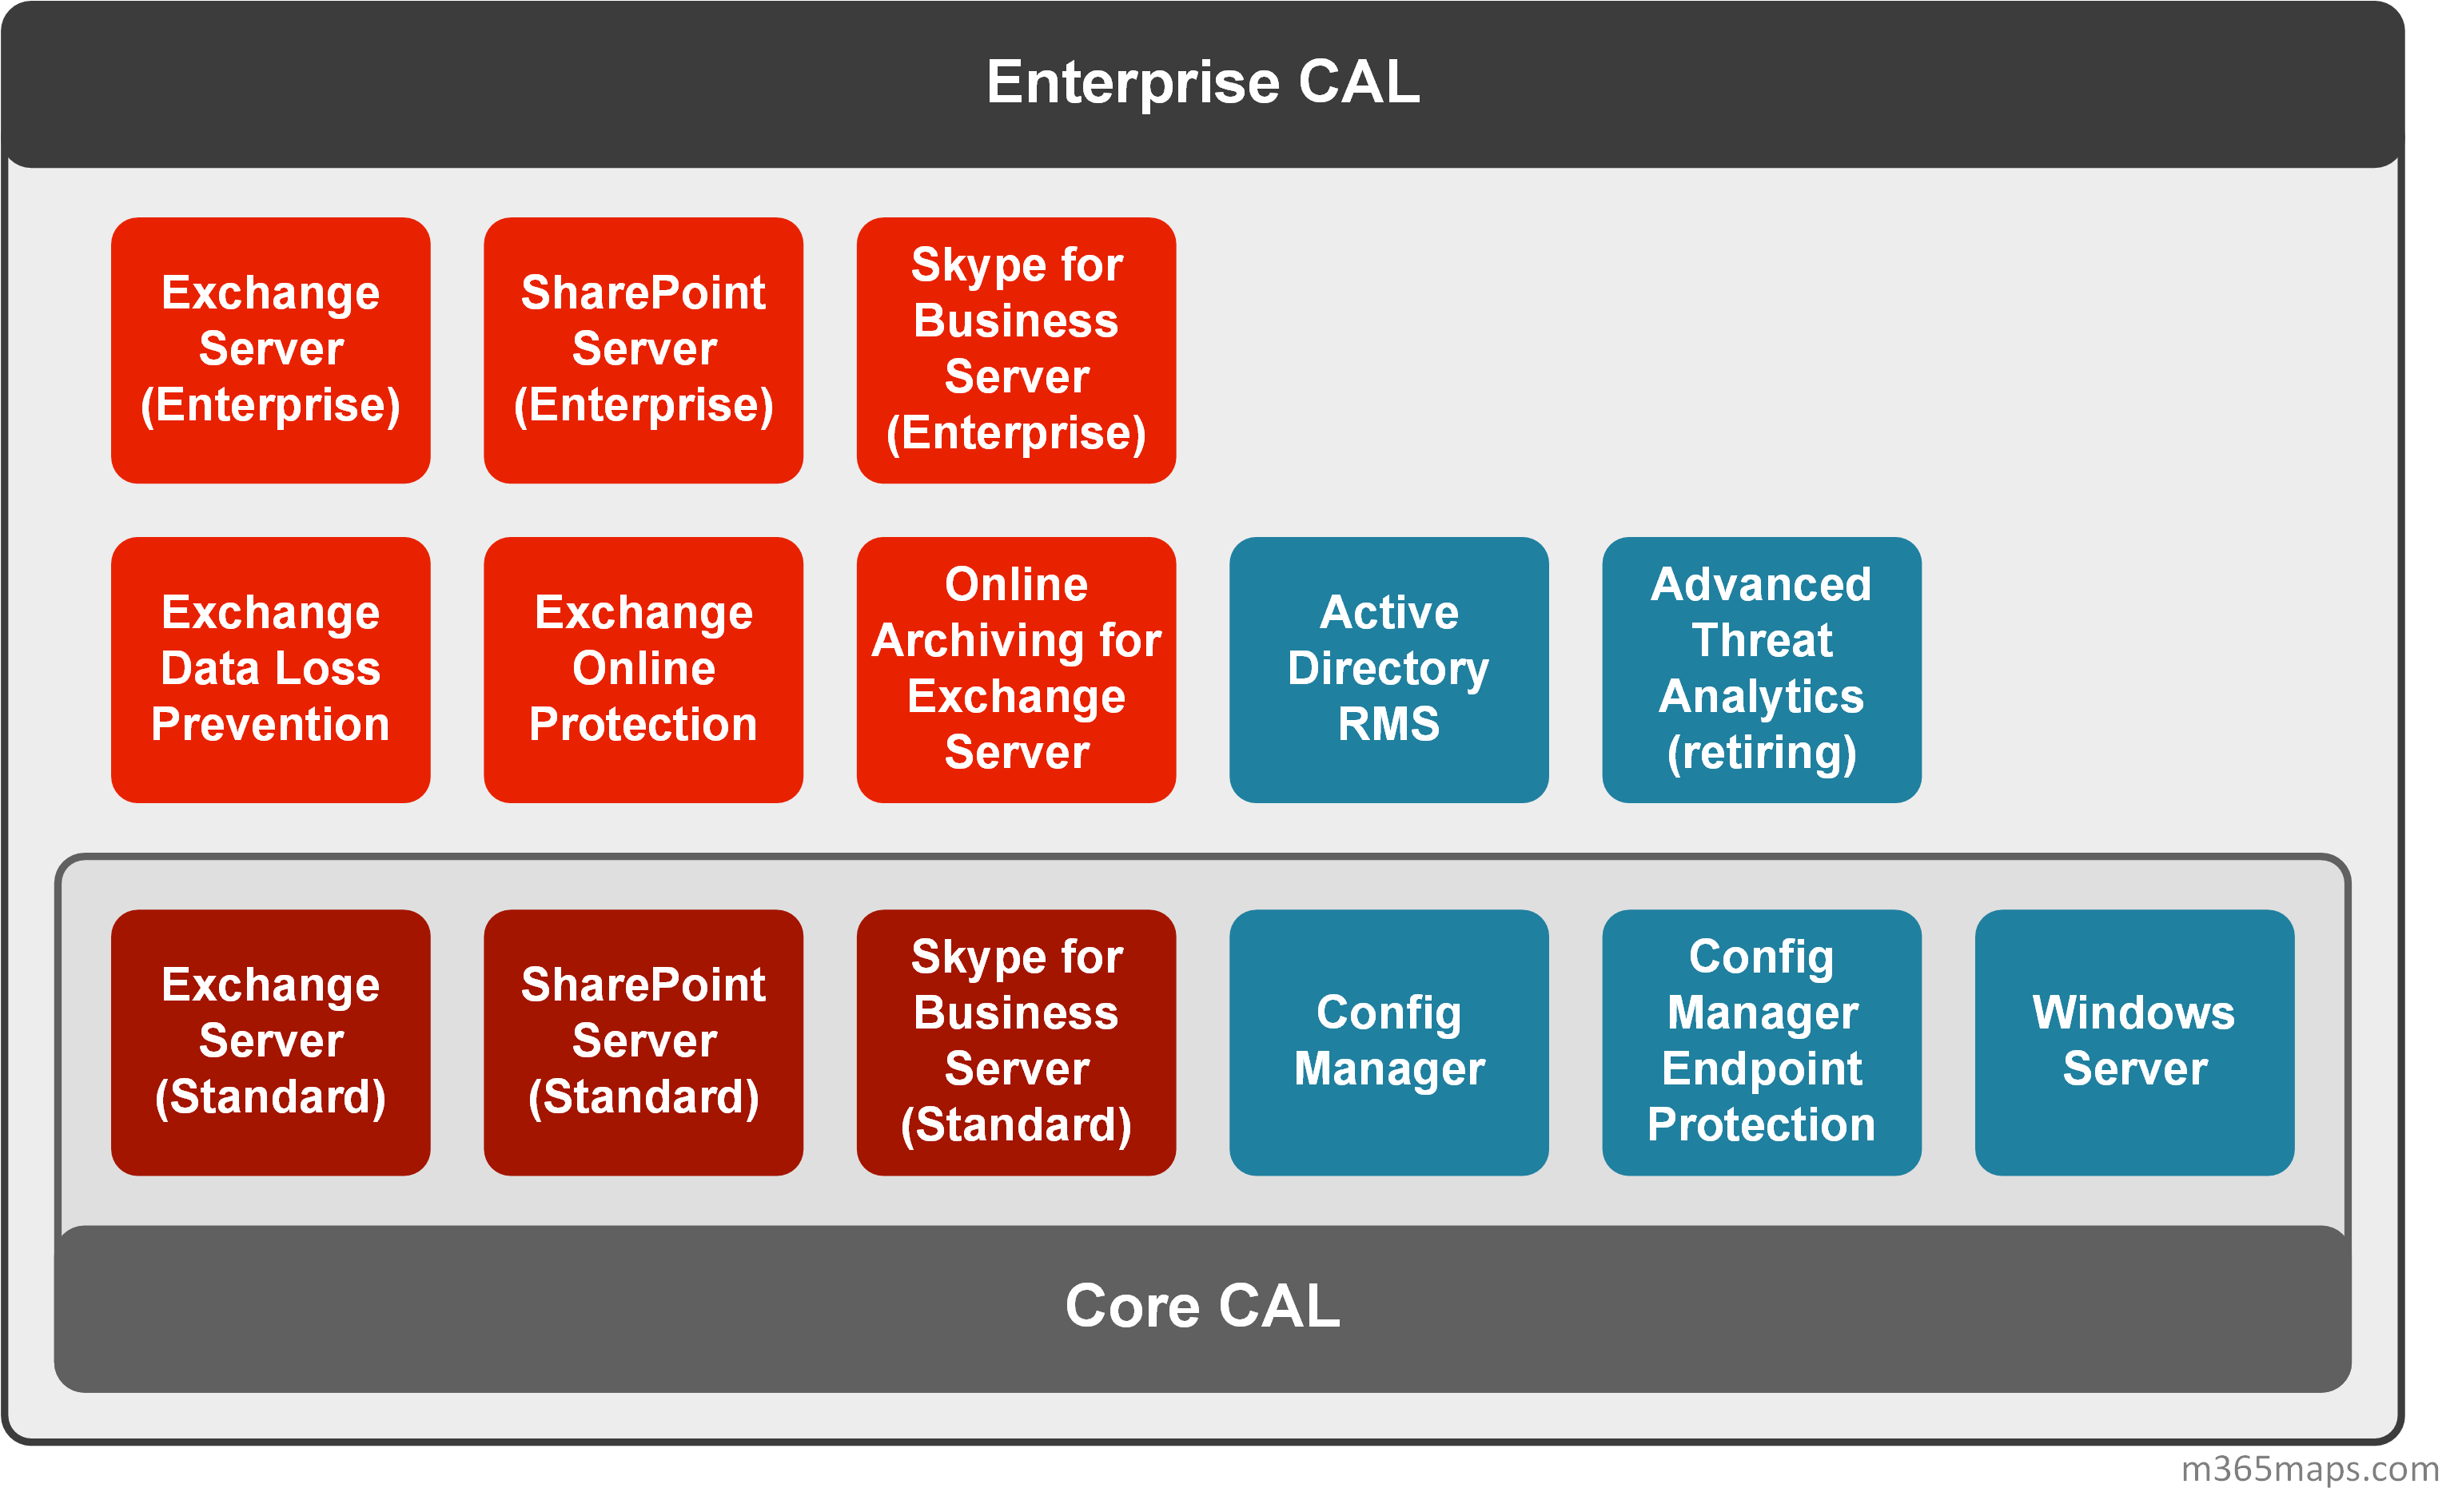 Enterprise CAL
Exchange
Server
(Enterprise)
SharePoint
Server
(Enterprise)
Skype for
Business
Server
(Enterprise)
Exchange
Data Loss
Prevention
Exchange
Online
Protection
Online
Archiving for
Exchange
Server
Active
Directory
RMS
Advanced
Threat
Analytics
(retiring)
Exchange
Server
(Standard)
SharePoint
Server
(Standard)
Skype for
Business
Server
(Standard)
Config
Manager
Config
Manager
Endpoint
Protection
Windows
Server
Core CAL
m365maps.com